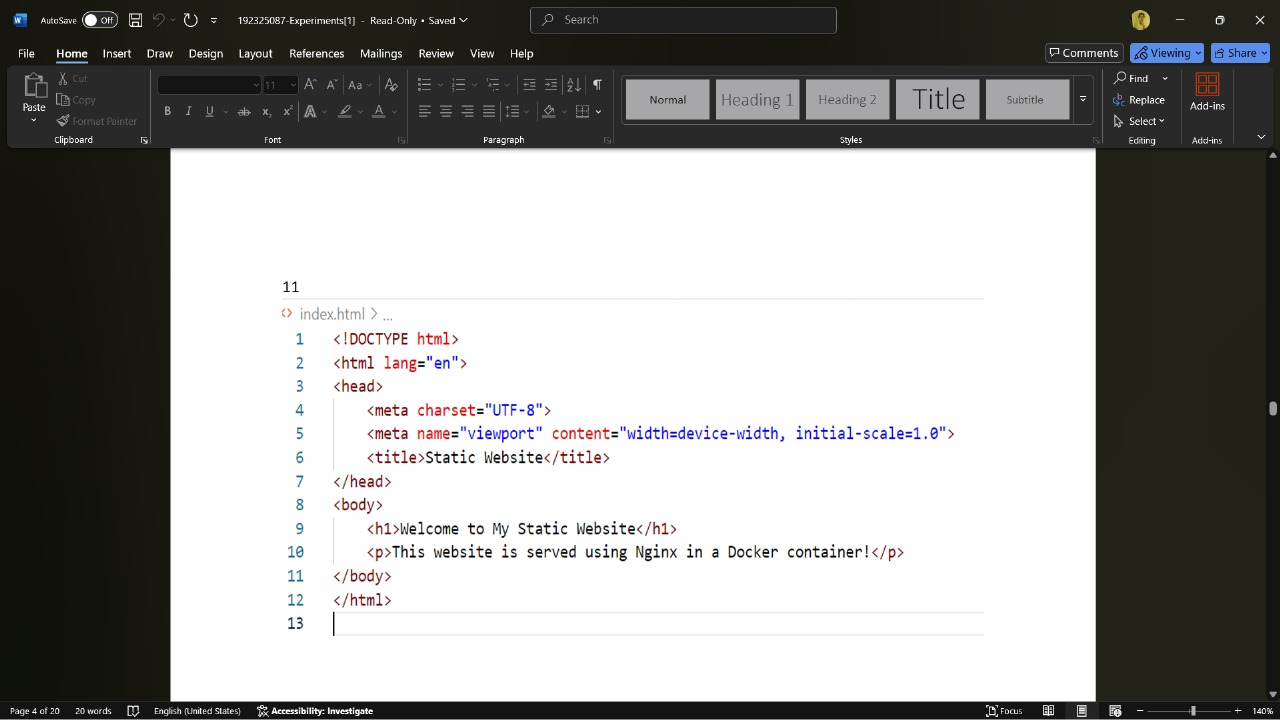 AutoSave Off 192325087-Experiments[1] - Read-Only • Saved Search
File Home Insert Draw Design Layout References Mailings Review View Help Comments Viewing Share
Paste Cut Copy Format Painter Clipboard
11 Aa B I U ab x₂ x² A A Font
Paragraph
Normal Heading 1 Heading 2 Title Subtitle Styles
Find Replace Select Editing
Add-ins Add-ins
11
<> index.html > ...
1 <!DOCTYPE html>
2 <html lang="en">
3 <head>
4 <meta charset="UTF-8">
5 <meta name="viewport" content="width=device-width, initial-scale=1.0">
6 <title>Static Website</title>
7 </head>
8 <body>
9 <h1>Welcome to My Static Website</h1>
10 <p>This website is served using Nginx in a Docker container!</p>
11 </body>
12 </html>
13
Page 4 of 20 20 words English (United States) Accessibility: Investigate Focus 140%